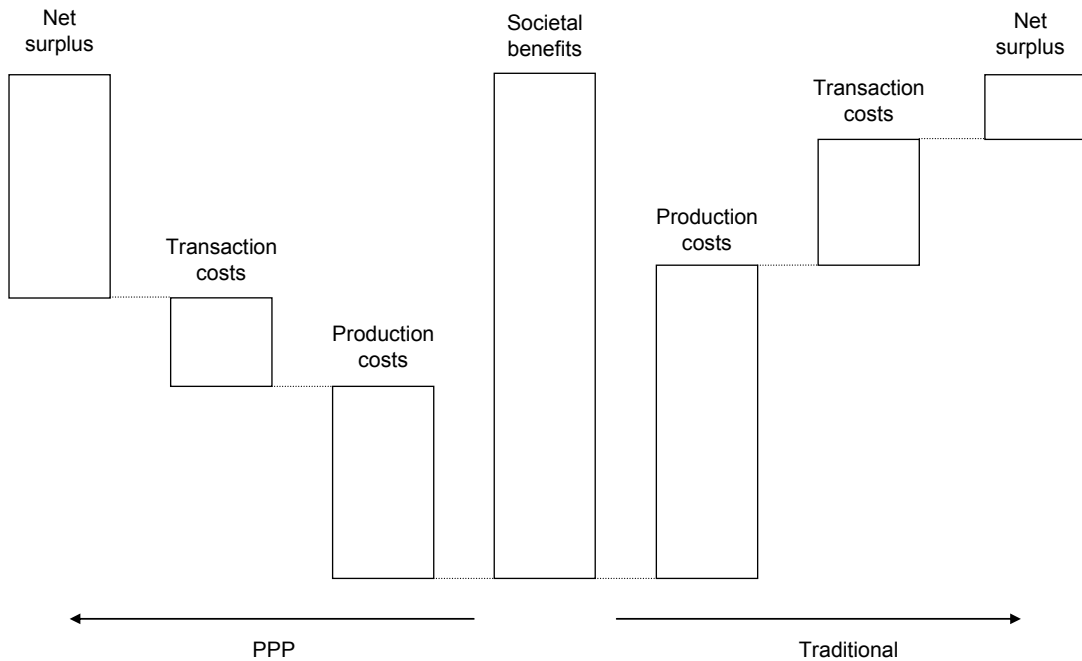 Net
surplus
Societal
benefits
Net
surplus
Transaction
costs
Production
costs
Transaction
costs
Production
costs
PPP
Traditional